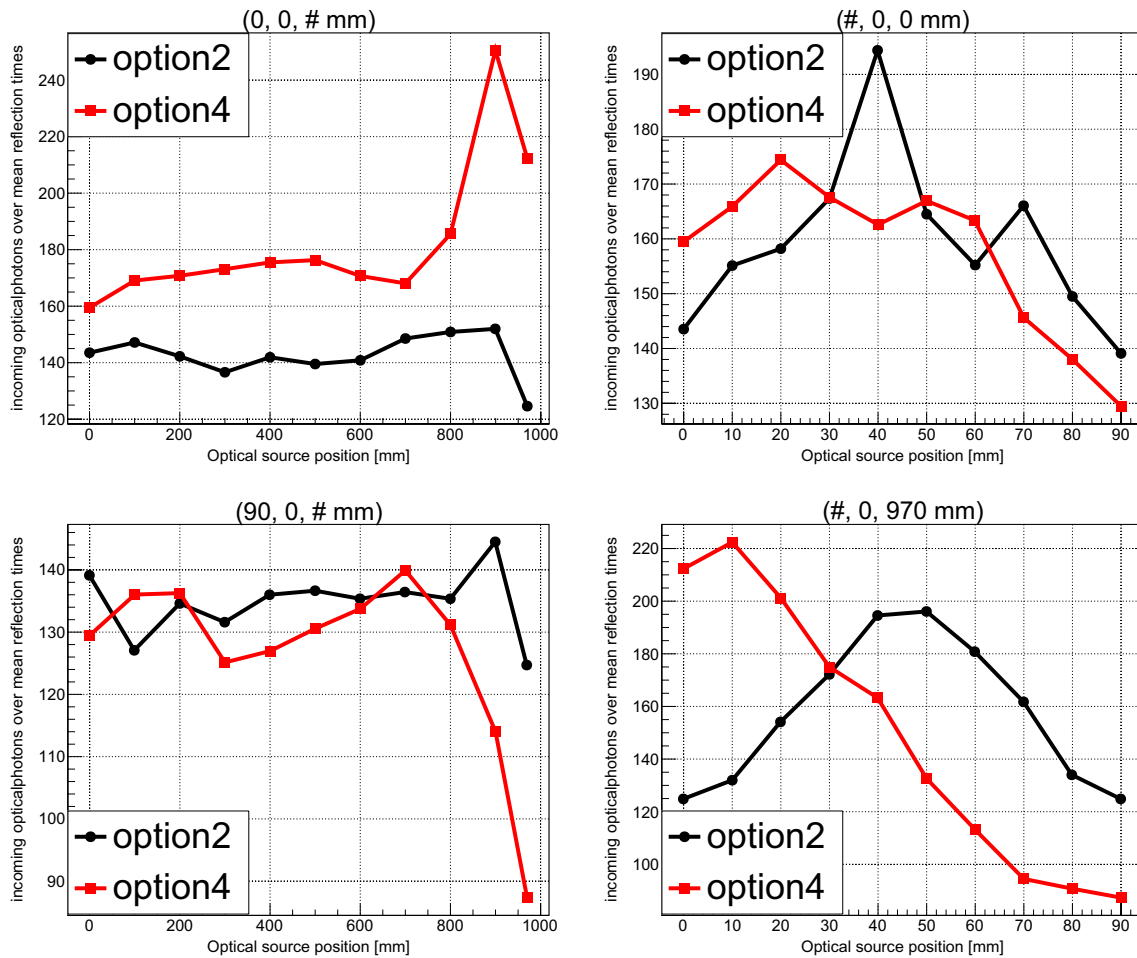 (0, 0, # mm)
incoming opticalphotons over mean reflection times
240
220
200
180
160
140
120
option2
option4
0 200 400 600 800 1000
Optical source position [mm]
(#, 0, 0 mm)
incoming opticalphotons over mean reflection times
190
180
170
160
150
140
130
option2
option4
0 10 20 30 40 50 60 70 80 90
Optical source position [mm]
(90, 0, # mm)
incoming opticalphotons over mean reflection times
140
130
120
110
100
90
option2
option4
0 200 400 600 800 1000
Optical source position [mm]
(#, 0, 970 mm)
incoming opticalphotons over mean reflection times
220
200
180
160
140
120
100
option2
option4
0 10 20 30 40 50 60 70 80 90
Optical source position [mm]